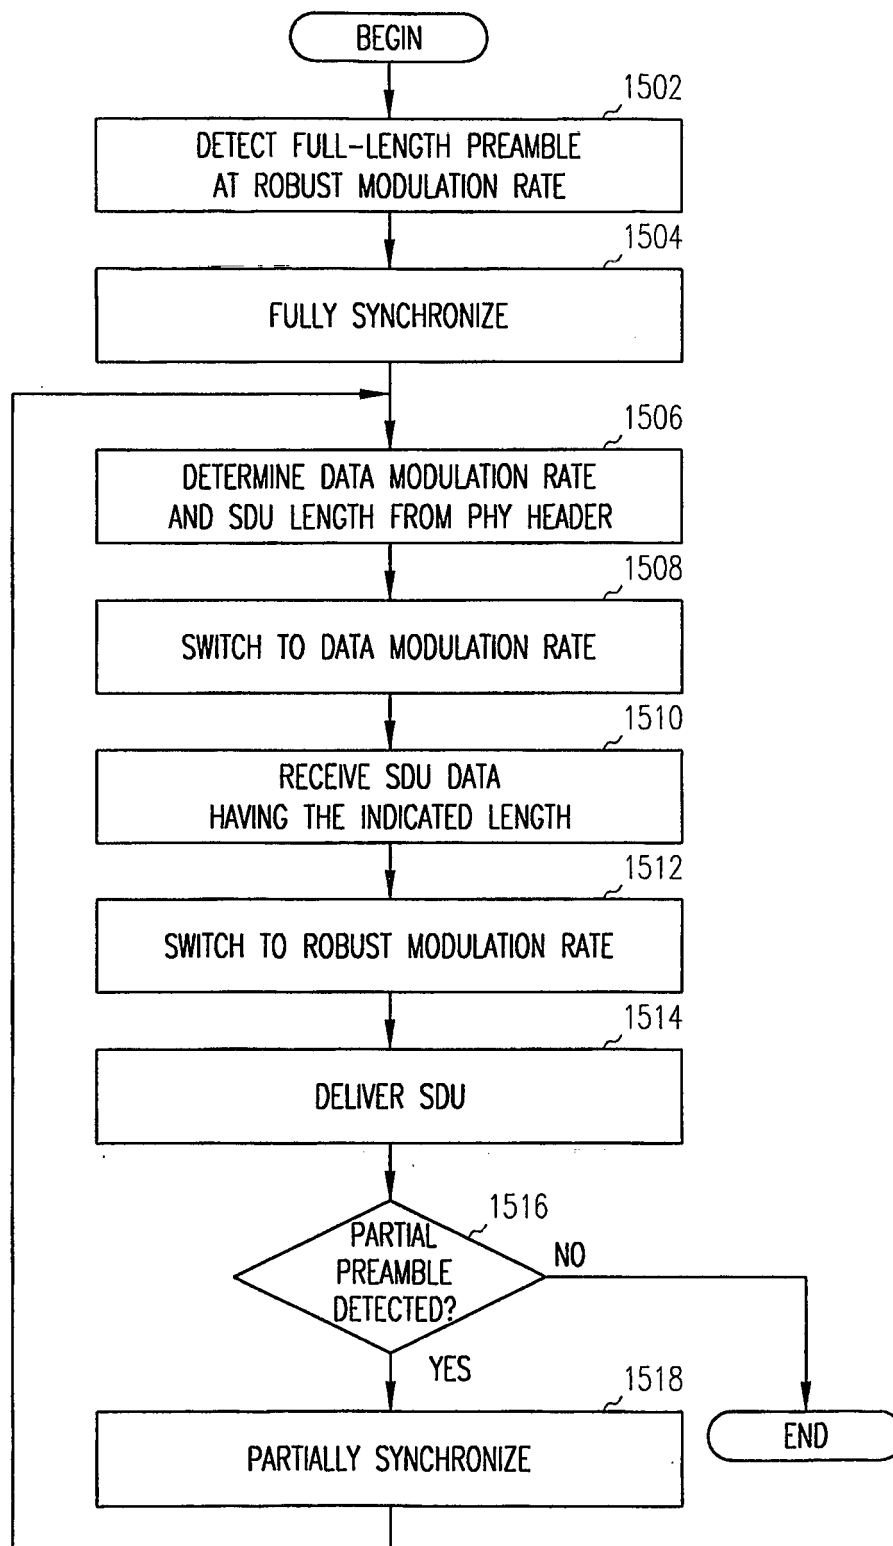 BEGIN
1502
DETECT FULL-LENGTH PREAMBLE
AT ROBUST MODULATION RATE
1504
FULLY SYNCHRONIZE
1506
DETERMINE DATA MODULATION RATE
AND SDU LENGTH FROM PHY HEADER
1508
SWITCH TO DATA MODULATION RATE
1510
RECEIVE SDU DATA
HAVING THE INDICATED LENGTH
1512
SWITCH TO ROBUST MODULATION RATE
1514
DELIVER SDU
1516
PARTIAL
PREAMBLE
DETECTED?
NO
YES
1518
PARTIALLY SYNCHRONIZE
END